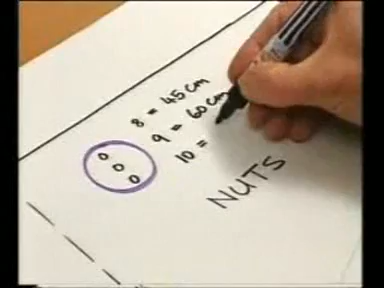 8 = 45cm
9 = 60cm
10 =
NUTS